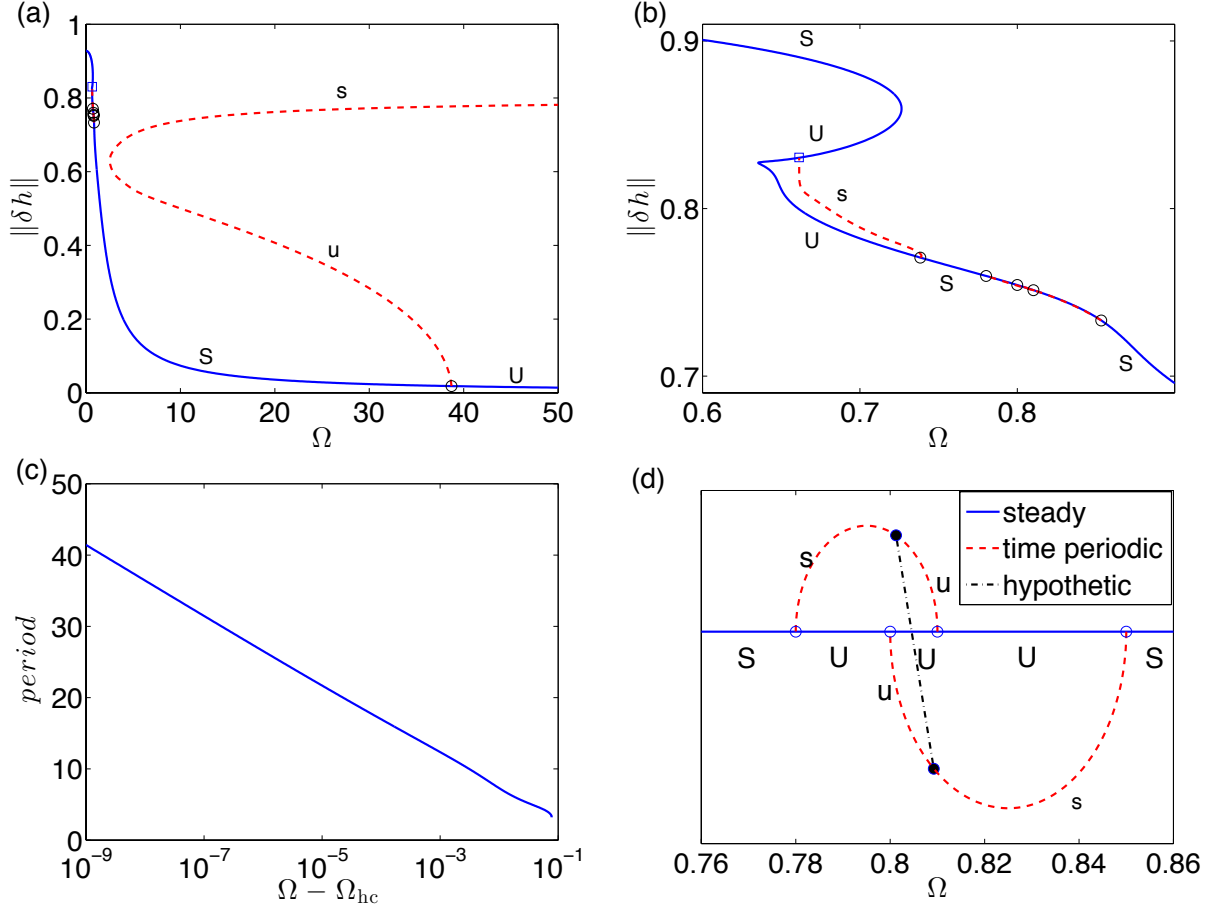 (a)
1
0.8
0.6
0.4
0.2
0
‖δh‖
s
u
S
U
0 10 20 30 40 50
Ω
(b)
0.9
0.8
0.7
‖δh‖
S
U
s
U
S
S
0.6 0.7 0.8
Ω
(c)
50
40
30
20
10
0
period
10⁻⁹ 10⁻⁷ 10⁻⁵ 10⁻³ 10⁻¹
Ω − Ω_hc
(d)
steady
time periodic
hypothetic
s
u
S U U U S
u
s
0.76 0.78 0.8 0.82 0.84 0.86
Ω